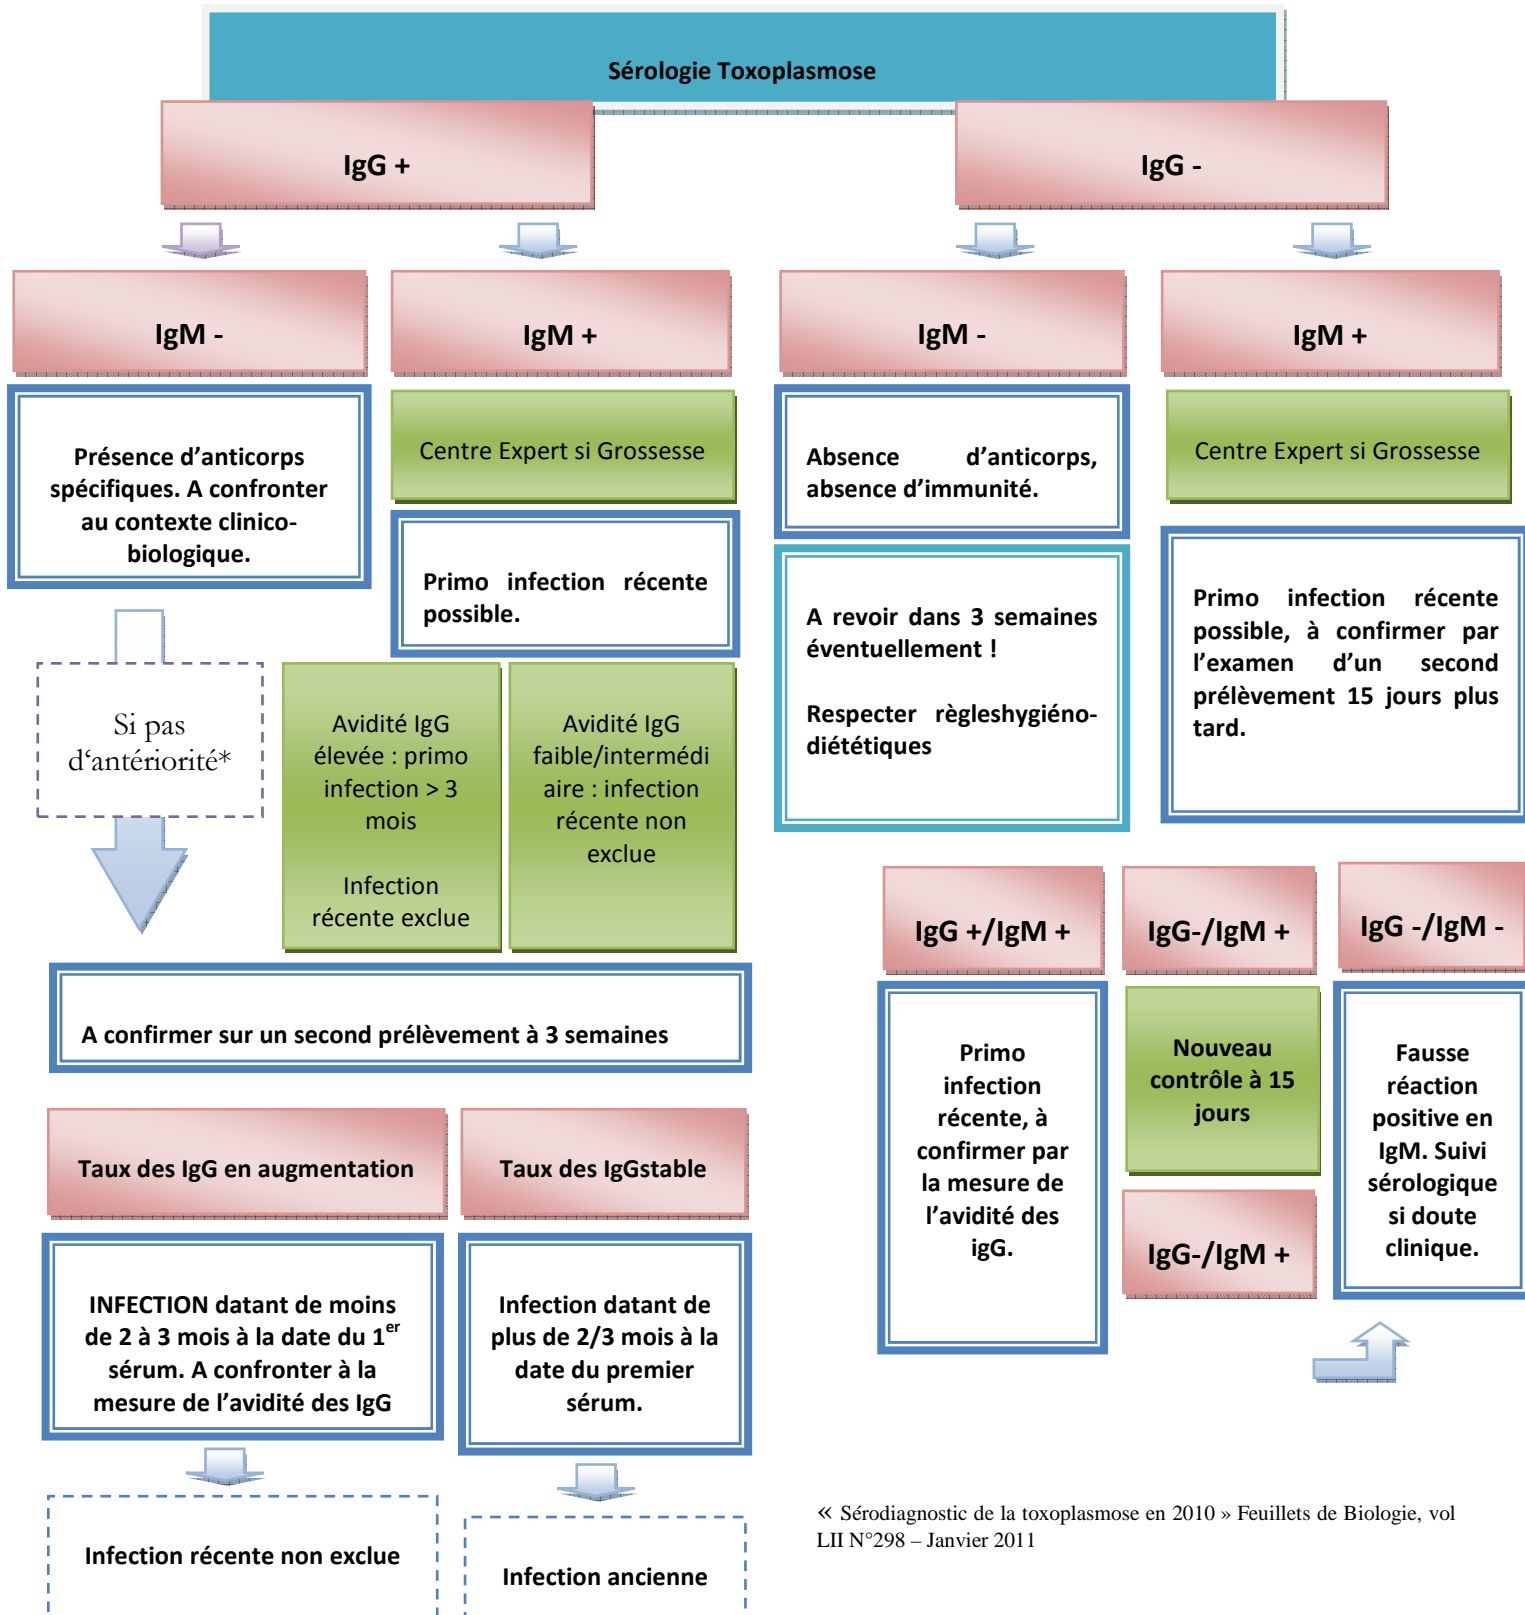 Sérologie Toxoplasmose
IgG +
IgG -
IgM -
IgM +
IgM -
IgM +
Présence d’anticorps
spécifiques. A confronter
au contexte clinico-
biologique.
Centre Expert si Grossesse
Primo infection récente
possible.
Absence d’anticorps,
absence d’immunité.
A revoir dans 3 semaines
éventuellement !
Respecter règleshygiéno-
diététiques
Centre Expert si Grossesse
Primo infection récente
possible, à confirmer par
l’examen d’un second
prélèvement 15 jours plus
tard.
Si pas
d‘antériorité*
Avidité IgG
élevée : primo
infection > 3
mois
Infection
récente exclue
Avidité IgG
faible/intermédi
aire : infection
récente non
exclue
A confirmer sur un second prélèvement à 3 semaines
Taux des IgG en augmentation
Taux des IgGstable
INFECTION datant de moins
de 2 à 3 mois à la date du 1er
sérum. A confronter à la
mesure de l’avidité des IgG
Infection datant de
plus de 2/3 mois à la
date du premier
sérum.
Infection récente non exclue
Infection ancienne
IgG +/IgM +
IgG-/IgM +
IgG -/IgM -
Primo
infection
récente, à
confirmer par
la mesure de
l’avidité des
igG.
Nouveau
contrôle à 15
jours
IgG-/IgM +
Fausse
réaction
positive en
IgM. Suivi
sérologique
si doute
clinique.
« Sérodiagnostic de la toxoplasmose en 2010 » Feuillets de Biologie, vol
LII N°298 – Janvier 2011